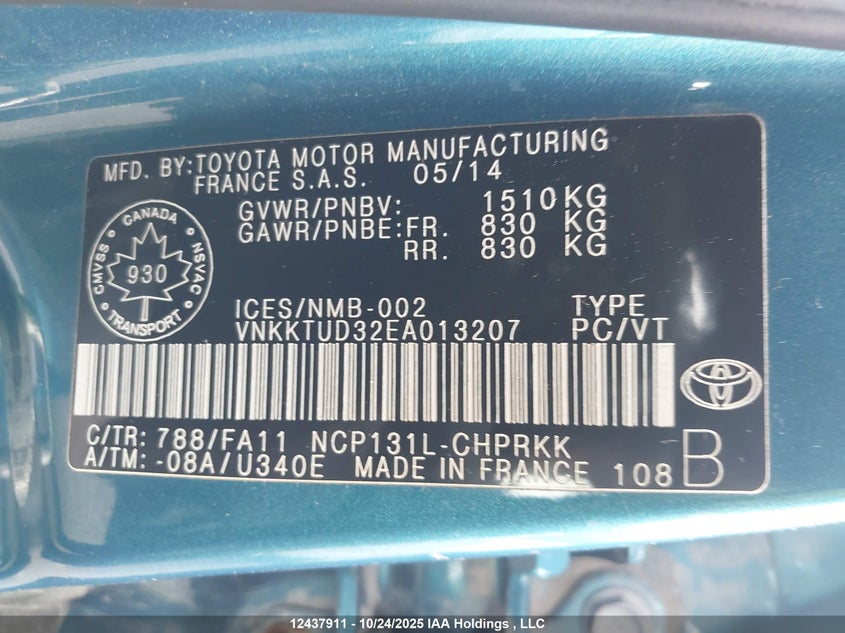 MFD. BY: TOYOTA MOTOR MANUFACTURING
FRANCE S.A.S. 05/14
GVWR/PNBV: 1510 KG
GAWR/PNBE: FR. 830 KG
RR. 830 KG
CANADA
CMVSS
930
NSVAC
TRANSPORT
ICES/NMB-002 TYPE
VNKKTUD32EA013207 PC/VT
C/TR: 788/FA11 NCP131L-CHPRKK
A/TM: -08A/U340E MADE IN FRANCE 108 B
12437911 - 10/24/2025 IAA Holdings , LLC